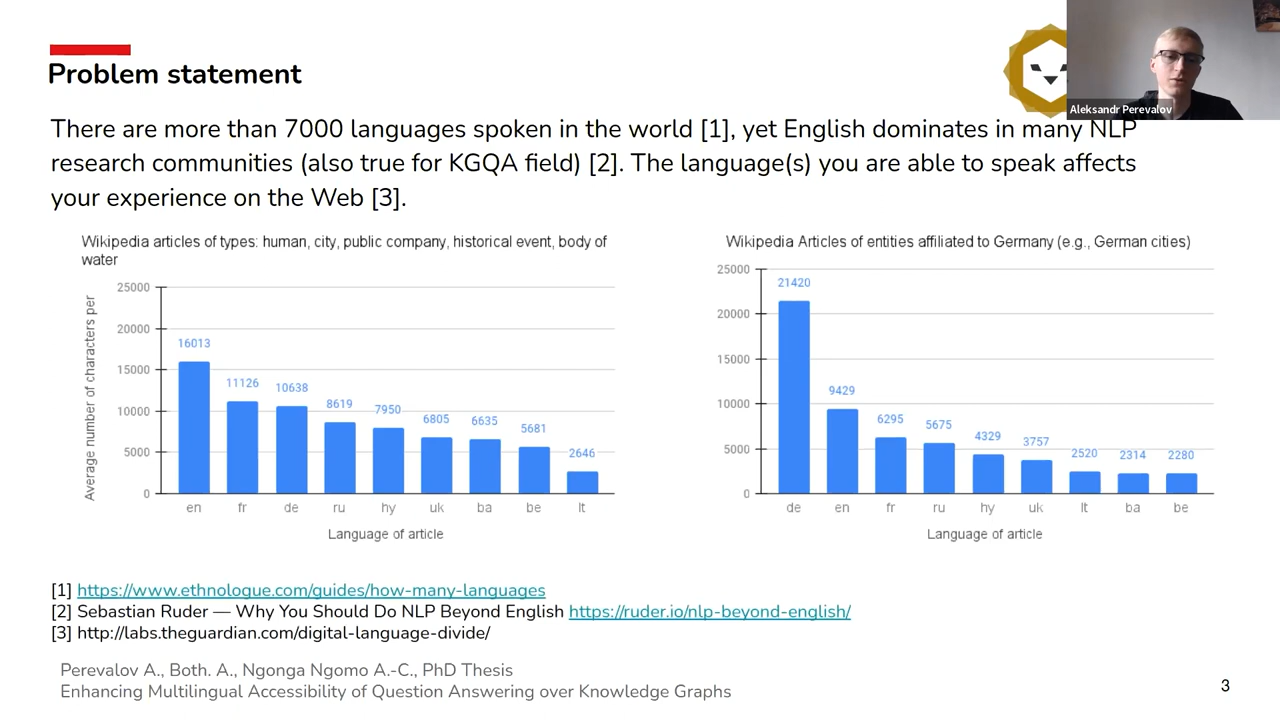 Problem statement
Aleksandr Perevalov
There are more than 7000 languages spoken in the world [1], yet English dominates in many NLP
research communities (also true for KGQA field) [2]. The language(s) you are able to speak affects
your experience on the Web [3].
Wikipedia articles of types: human, city, public company, historical event, body of
water
Average number of characters per
25000
20000
15000
10000
5000
0
16013
11126
10638
8619
7950
6805
6635
5681
2646
en fr de ru hy uk ba be lt
Language of article
Wikipedia Articles of entities affiliated to Germany (e.g., German cities)
25000
20000
15000
10000
5000
0
21420
9429
6295
5675
4329
3757
2520
2314
2280
de en fr ru hy uk lt ba be
Language of article
[1] https://www.ethnologue.com/guides/how-many-languages
[2] Sebastian Ruder — Why You Should Do NLP Beyond English https://ruder.io/nlp-beyond-english/
[3] http://labs.theguardian.com/digital-language-divide/
Perevalov A., Both. A., Ngonga Ngomo A.-C., PhD Thesis
Enhancing Multilingual Accessibility of Question Answering over Knowledge Graphs
3